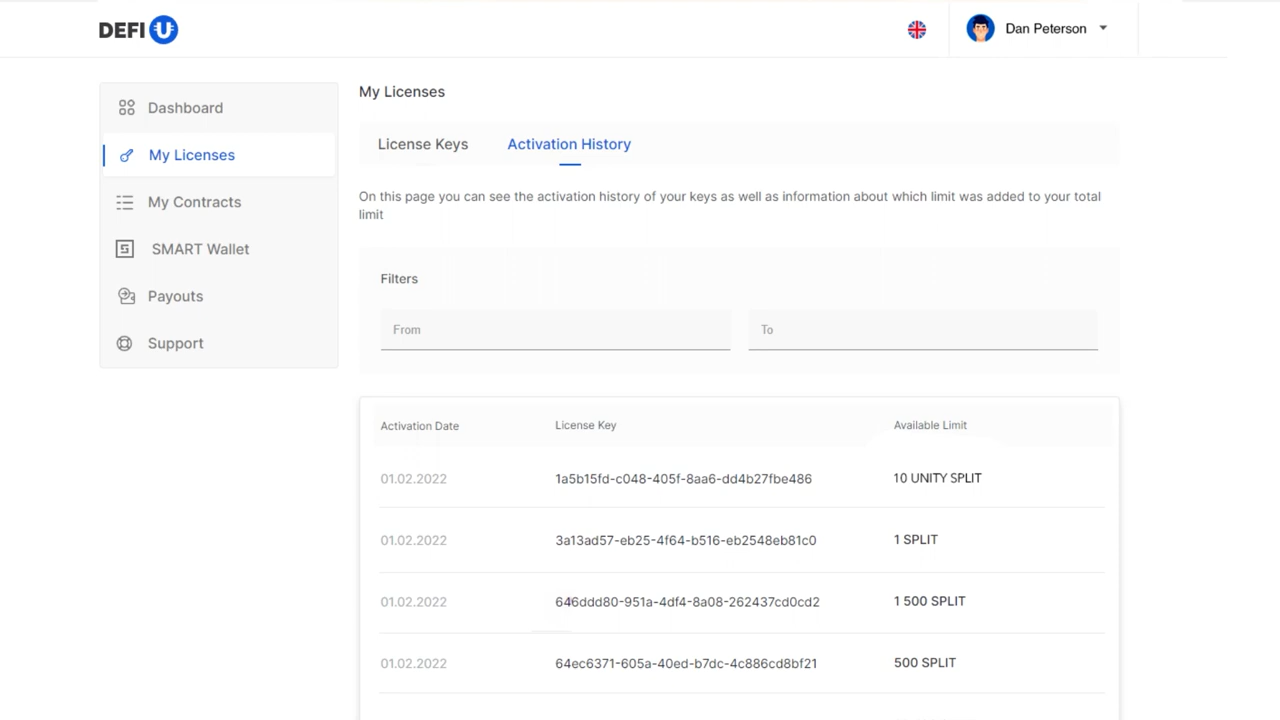 DEFI U
Dan Peterson
Dashboard
My Licenses
My Contracts
SMART Wallet
Payouts
Support
My Licenses
License Keys Activation History
On this page you can see the activation history of your keys as well as information about which limit was added to your total
limit
Filters
From To
Activation Date License Key Available Limit
01.02.2022 1a5b15fd-c048-405f-8aa6-dd4b27fbe486 10 UNITY SPLIT
01.02.2022 3a13ad57-eb25-4f64-b516-eb2548eb81c0 1 SPLIT
01.02.2022 646ddd80-951a-4df4-8a08-262437cd0cd2 1 500 SPLIT
01.02.2022 64ec6371-605a-40ed-b7dc-4c886cd8bf21 500 SPLIT